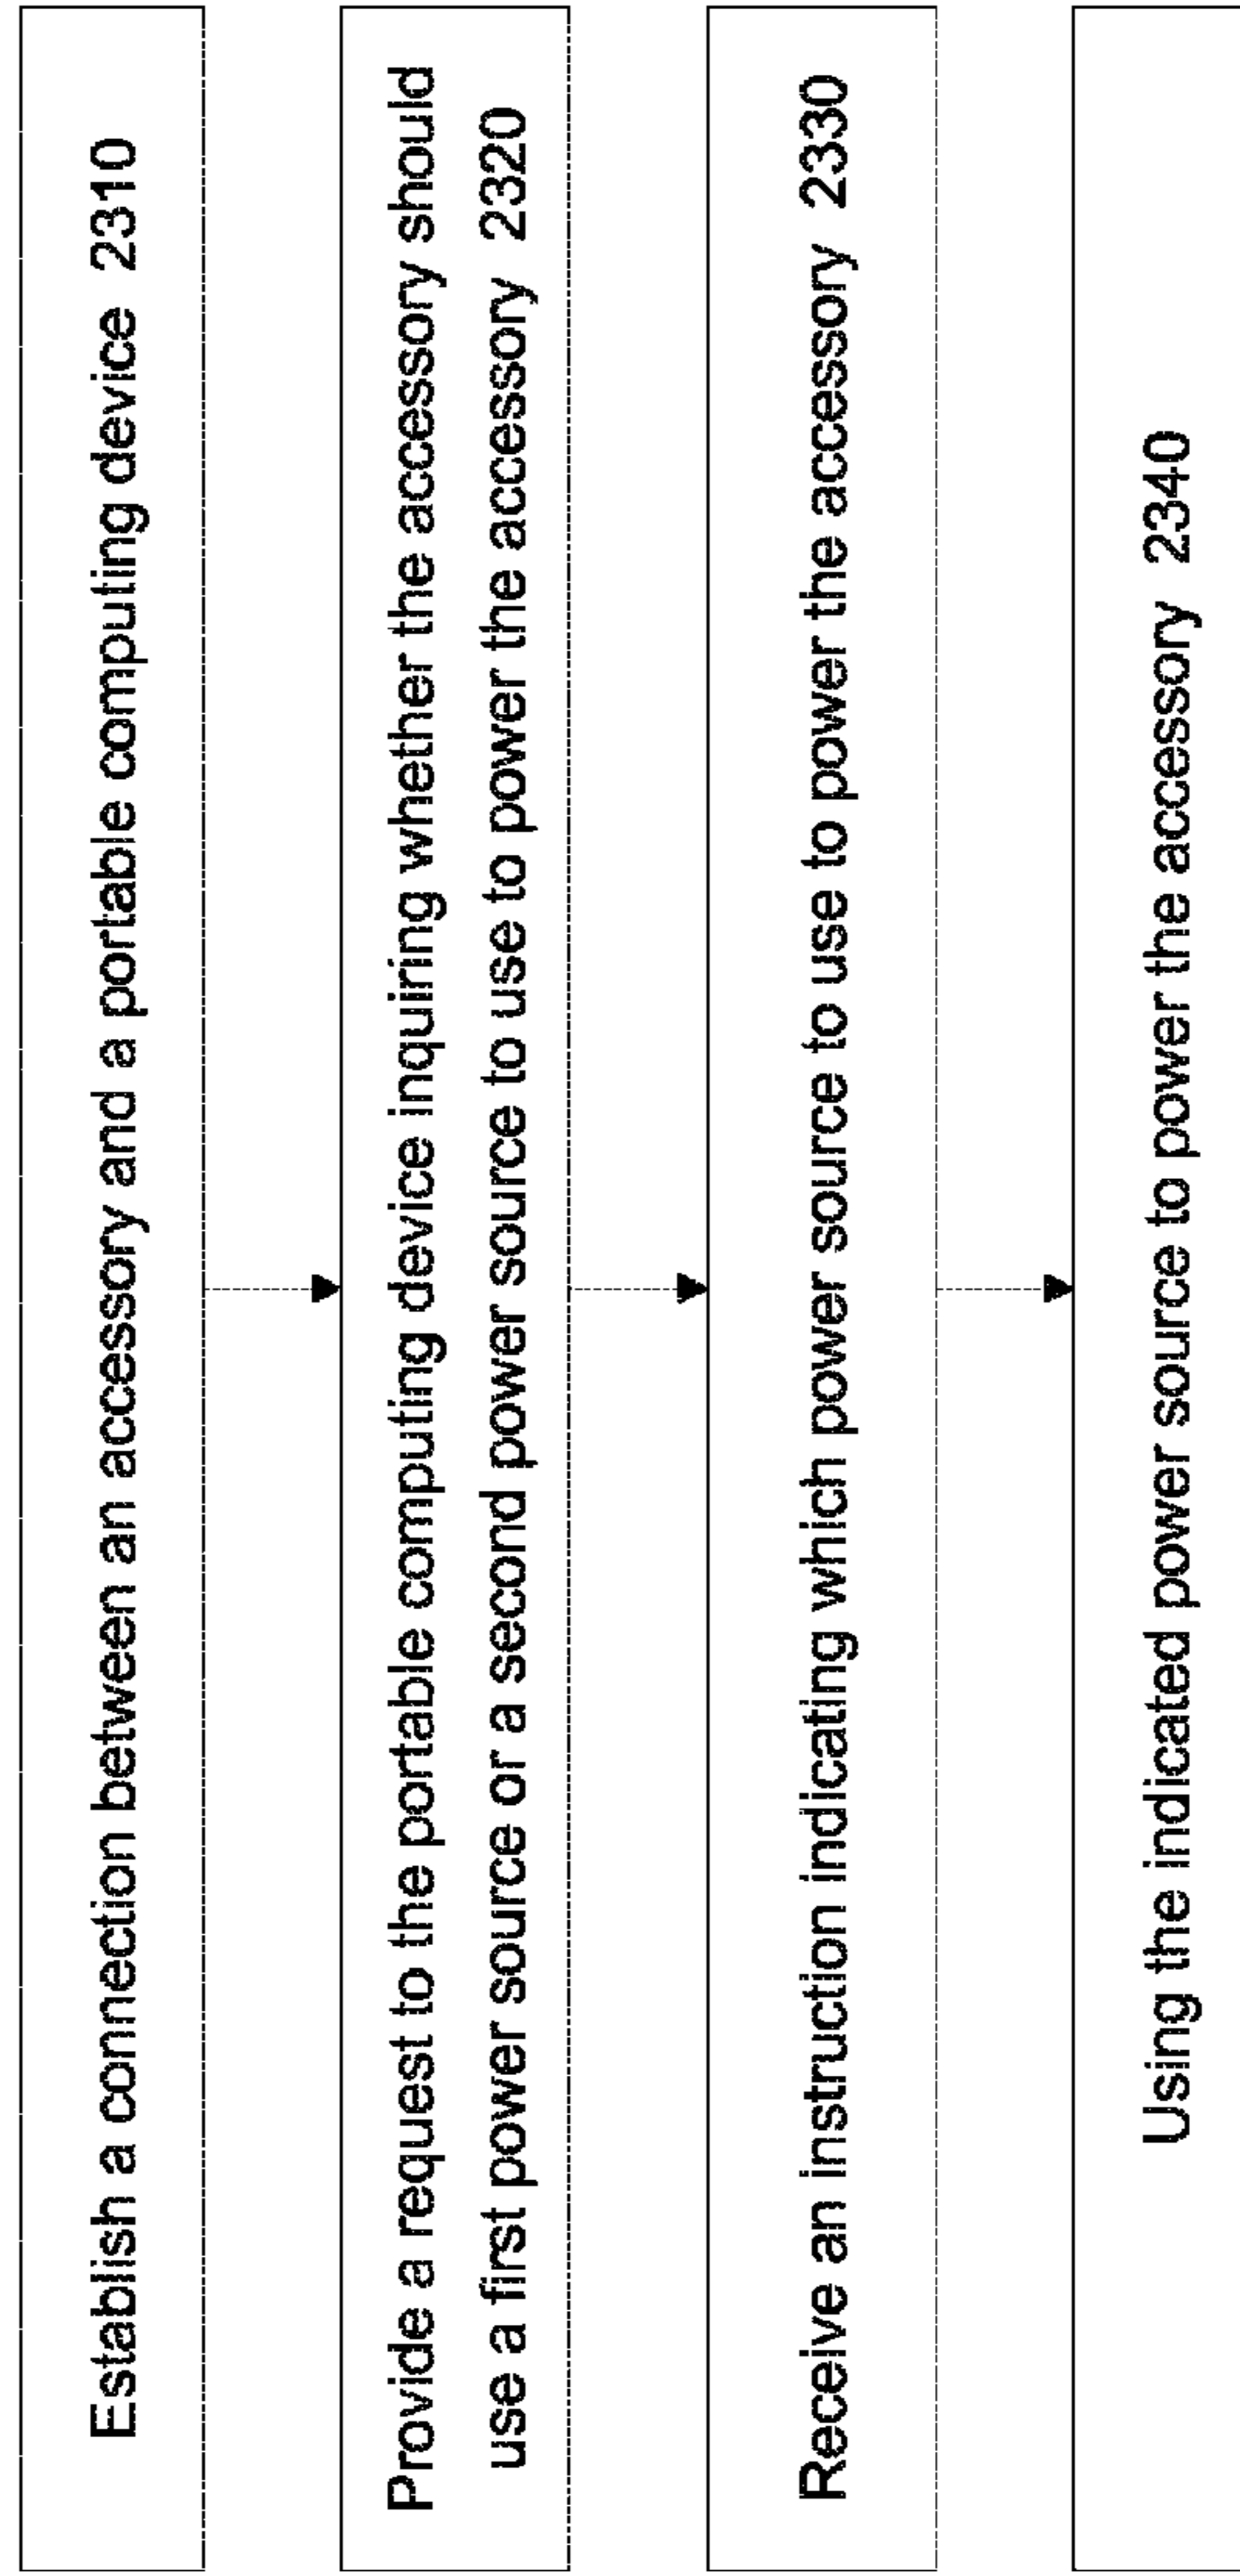 Establish a connection between an accessory and a portable computing device 2310
Provide a request to the portable computing device inquiring whether the accessory should
use a first power source or a second power source to use to power the accessory 2320
Receive an instruction indicating which power source to use to power the accessory 2330
Using the indicated power source to power the accessory 2340